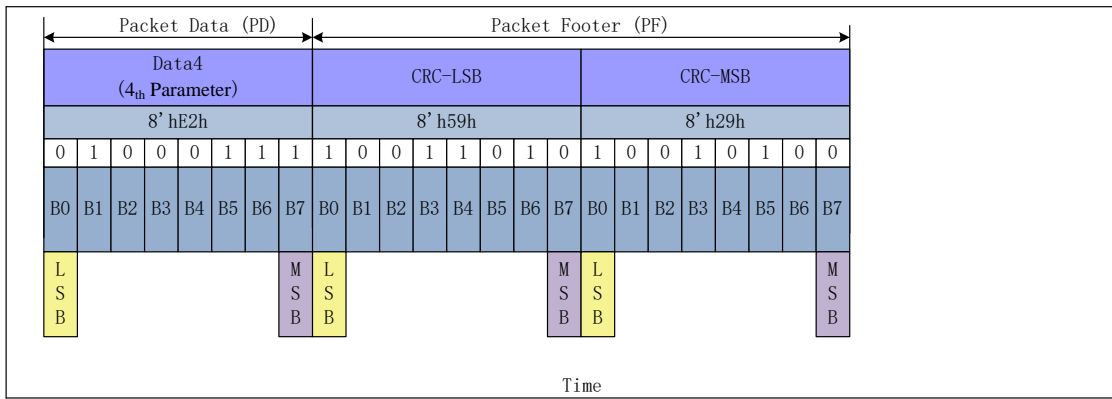 Packet Data (PD) Packet Footer (PF)
Data4 CRC-LSB CRC-MSB
(4th Parameter)
8'hE2h 8'h59h 8'h29h
0 1 0 0 0 1 1 1 1 0 0 1 1 0 1 0 1 0 0 1 0 1 0 0
B0 B1 B2 B3 B4 B5 B6 B7 B0 B1 B2 B3 B4 B5 B6 B7 B0 B1 B2 B3 B4 B5 B6 B7
L M L M L M
S S S S S S
B B B B B B
Time